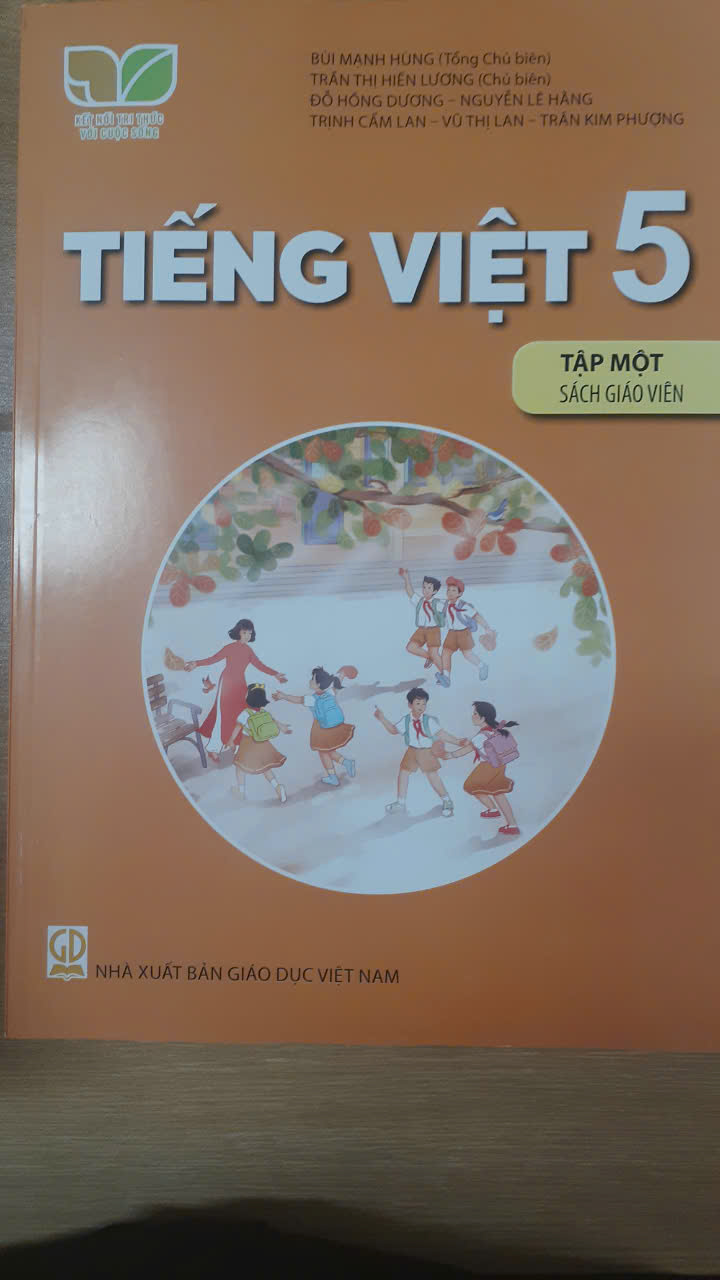 BÙI MẠNH HÙNG (Tổng Chủ biên)
TRẦN THỊ HIỀN LƯƠNG (Chủ biên)
ĐỖ HỒNG DƯƠNG – NGUYỄN LÊ HẰNG
TRỊNH CẨM LAN – VŨ THỊ LAN – TRẦN KIM PHƯỢNG
KẾT NỐI TRI THỨC
VỚI CUỘC SỐNG
TIẾNG VIỆT 5
TẬP MỘT
SÁCH GIÁO VIÊN
GD
NHÀ XUẤT BẢN GIÁO DỤC VIỆT NAM